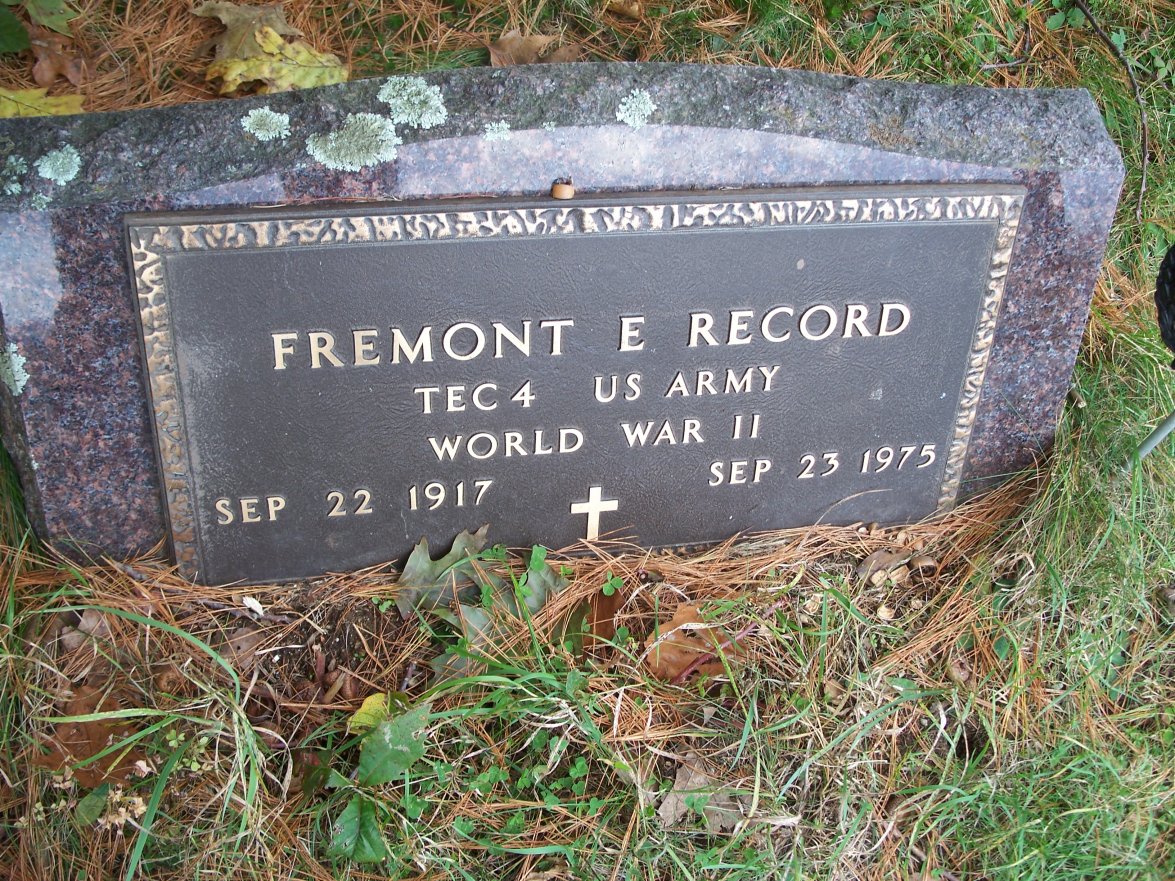 FREMONT E RECORD
TEC 4 US ARMY
WORLD WAR II
SEP 22 1917 SEP 23 1975